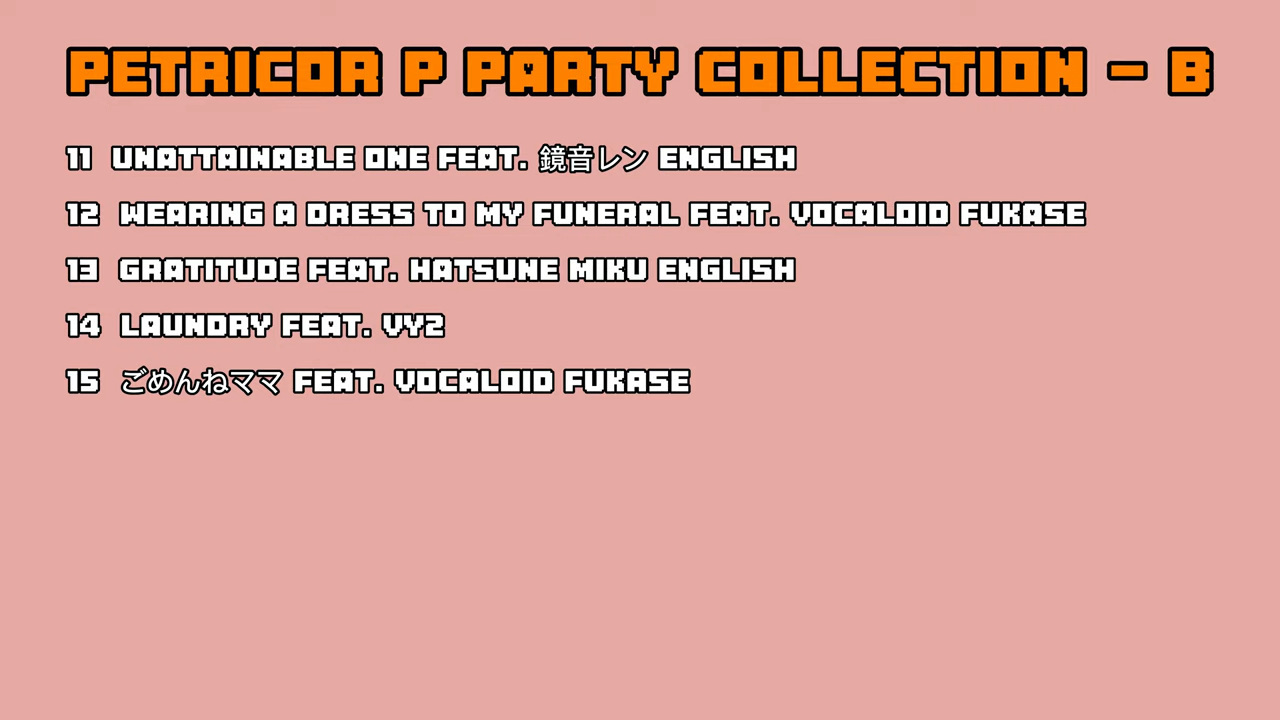 PETRICOR P PARTY COLLECTION - B
11 UNATTAINABLE ONE FEAT. 鏡音レン ENGLISH
12 WEARING A DRESS TO MY FUNERAL FEAT. VOCALOID FUKASE
13 GRATITUDE FEAT. HATSUNE MIKU ENGLISH
14 LAUNDRY FEAT. VY2
15 ごめんねママ FEAT. VOCALOID FUKASE